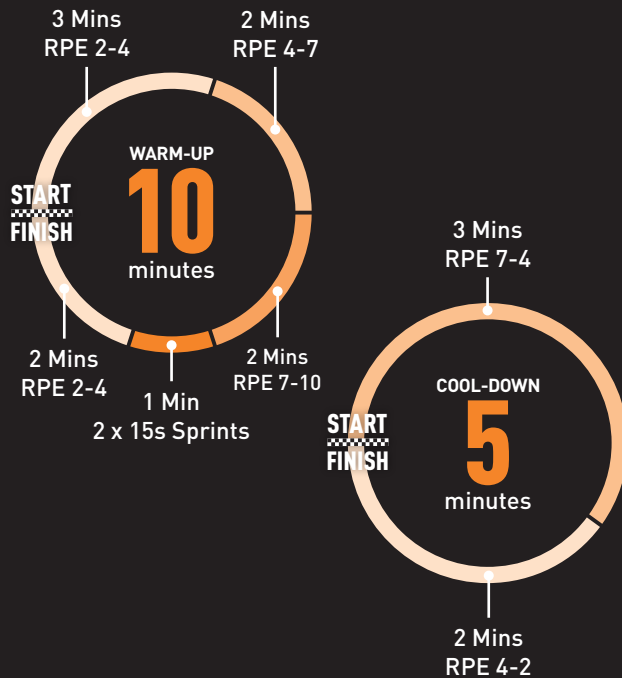 3 Mins
RPE 2-4
2 Mins
RPE 4-7
WARM-UP
10
minutes
START
FINISH
2 Mins
RPE 2-4
1 Min
2 x 15s Sprints
2 Mins
RPE 7-10
3 Mins
RPE 7-4
COOL-DOWN
5
minutes
START
FINISH
2 Mins
RPE 4-2